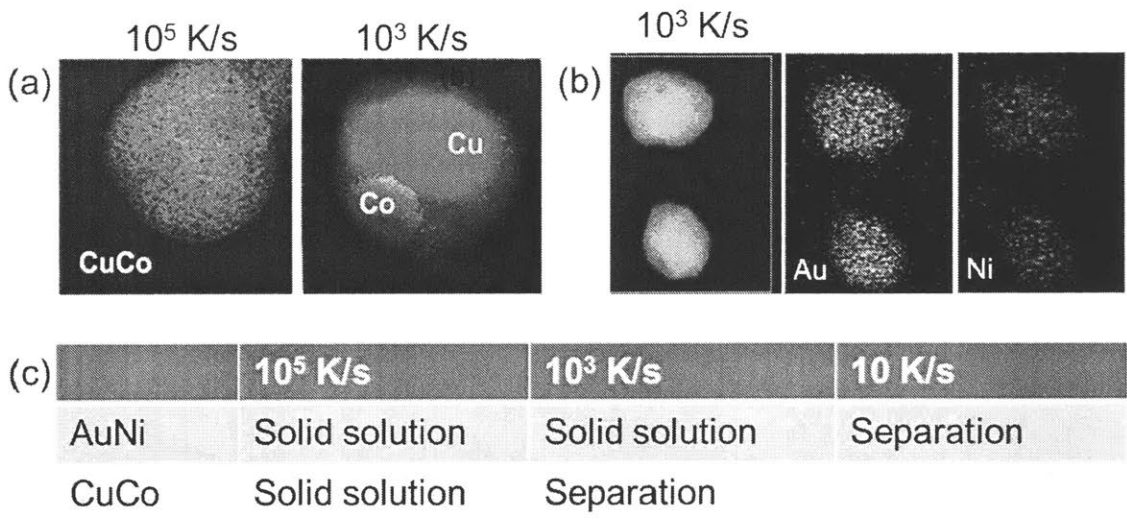 10⁵ K/s 10³ K/s 10³ K/s
(a) (b)
Cu
Co
CuCo
Au Ni
(c) 10⁵ K/s 10³ K/s 10 K/s
AuNi Solid solution Solid solution Separation
CuCo Solid solution Separation